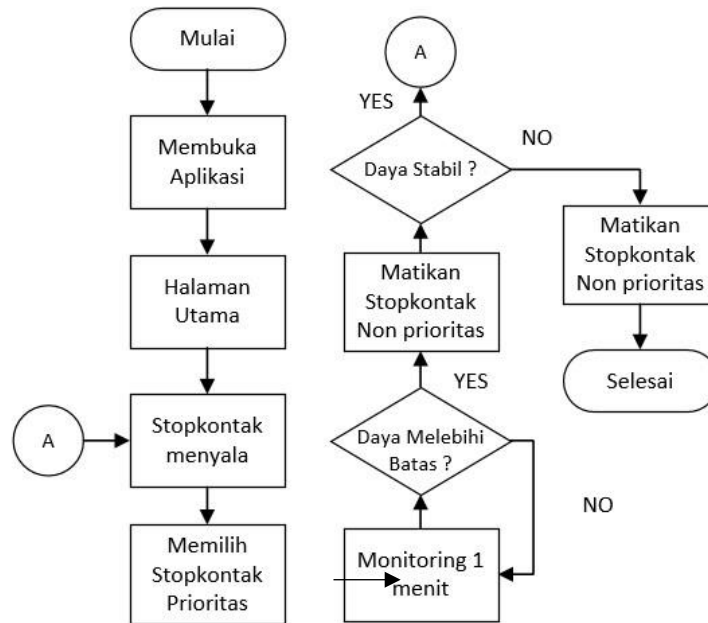 Mulai
Membuka
Aplikasi
Halaman
Utama
A
Stopkontak
menyala
Memilih
Stopkontak
Prioritas
Monitoring 1
menit
Daya Melebihi
Batas ?
NO
YES
Matikan
Stopkontak
Non prioritas
Daya Stabil ?
YES
A
NO
Matikan
Stopkontak
Non prioritas
Selesai